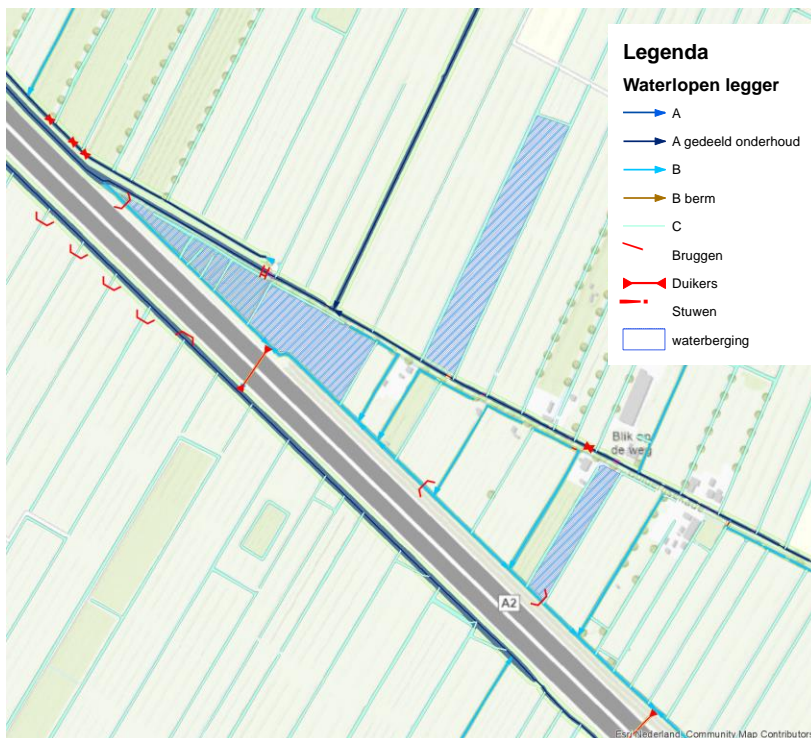 Legenda
Waterlopen legger
A
A gedeeld onderhoud
B
B berm
C
Bruggen
Duikers
Stuwen
waterberging
Blik op
de weg
A2
Esri Nederland, Community Map Contributors